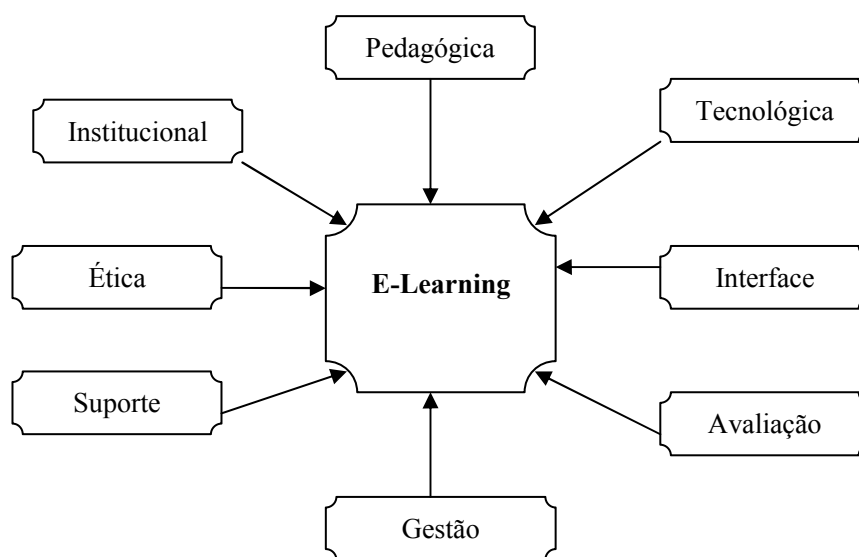 Pedagógica
Tecnológica
Institucional
Ética
E-Learning
Interface
Suporte
Avaliação
Gestão